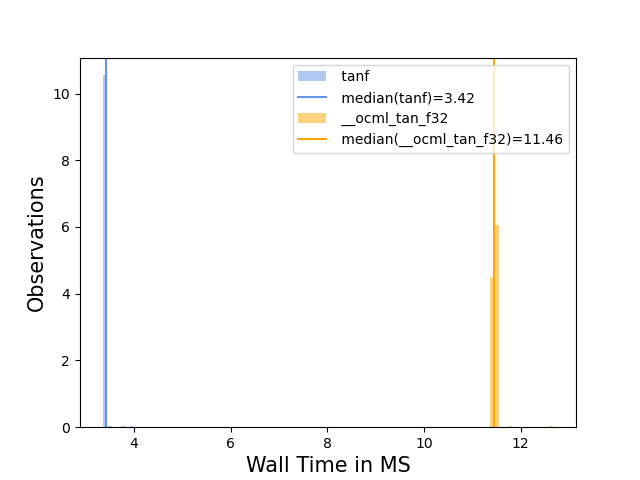 tanf
median(tanf)=3.42
__ocml_tan_f32
median(__ocml_tan_f32)=11.46
Observations
10
8
6
4
2
0
4 6 8 10 12
Wall Time in MS